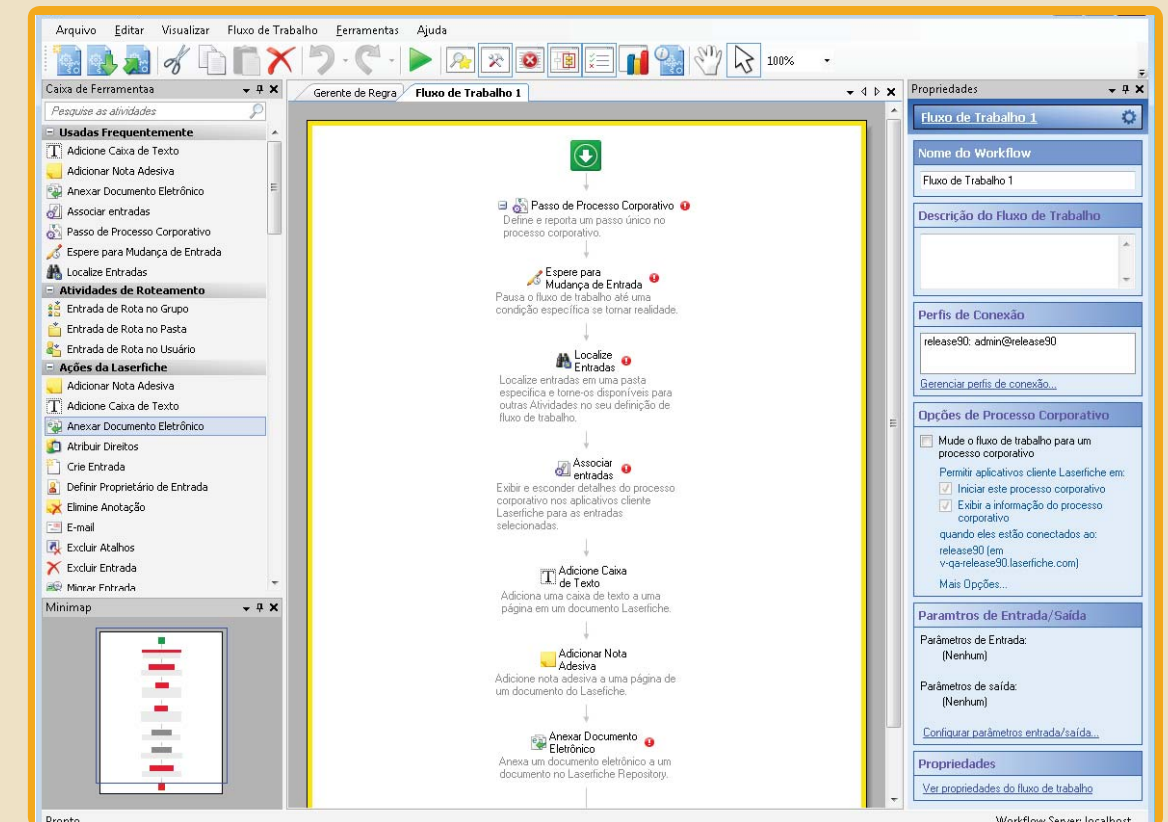 Arquivo Editar Visualizar Fluxo de Trabalho Ferramentas Ajuda
100%
Caixa de Ferramentaa
Pesquise as atividades
Usadas Frequentemente
Adicione Caixa de Texto
Adicionar Nota Adesiva
Anexar Documento Eletrônico
Associar entradas
Passo de Processo Corporativo
Espere para Mudança de Entrada
Localize Entradas
Atividades de Roteamento
Entrada de Rota no Grupo
Entrada de Rota no Pasta
Entrada de Rota no Usuário
Ações da Laserfiche
Adicionar Nota Adesiva
Adicione Caixa de Texto
Anexar Documento Eletrônico
Atribuir Direitos
Crie Entrada
Definir Proprietário de Entrada
Elimine Anotação
E-mail
Excluir Atalhos
Excluir Entrada
Migrar Entrada
Minimap
Gerente de Regra
Fluxo de Trabalho 1
Passo de Processo Corporativo
Define e reporta um passo único no
processo corporativo.
Espere para
Mudança de Entrada
Pausa o fluxo de trabalho até uma
condição específica se tornar realidade.
Localize
Entradas
Localize entradas em uma pasta
especifica e torne-os disponíveis para
outras Atividades no seu definição de
fluxo de trabalho.
Associar
entradas
Exibir e esconder detalhes do processo
corporativo nos aplicativos cliente
Laserfiche para as entradas
selecionadas.
Adicione Caixa
de Texto
Adiciona uma caixa de texto a uma
página em um documento Laserfiche.
Adicionar Nota
Adesiva
Adicione nota adesiva a uma página de
um documento do Lasefiche.
Anexar Documento
Eletrônico
Anexa um documento eletrônico a um
documento no Laserfiche Repository.
Propriedades
Fluxo de Trabalho 1
Nome do Workflow
Fluxo de Trabalho 1
Descrição do Fluxo de Trabalho
Perfis de Conexão
release90: admin@release90
Gerenciar perfis de conexão...
Opções de Processo Corporativo
Mude o fluxo de trabalho para um
processo corporativo
Permitir aplicativos cliente Laserfiche em:
Iniciar este processo corporativo
Exibir a informação do processo
corporativo
quando eles estão conectados ao:
release90 (em
v-qa-release90.laserfiche.com)
Mais Opções...
Paramtros de Entrada/Saída
Parâmetros de Entrada:
(Nenhum)
Parâmetros de saída:
(Nenhum)
Configurar parâmetros entrada/saída...
Propriedades
Ver propriedades do fluxo de trabalho
Pronto
Workflow Server: localhost